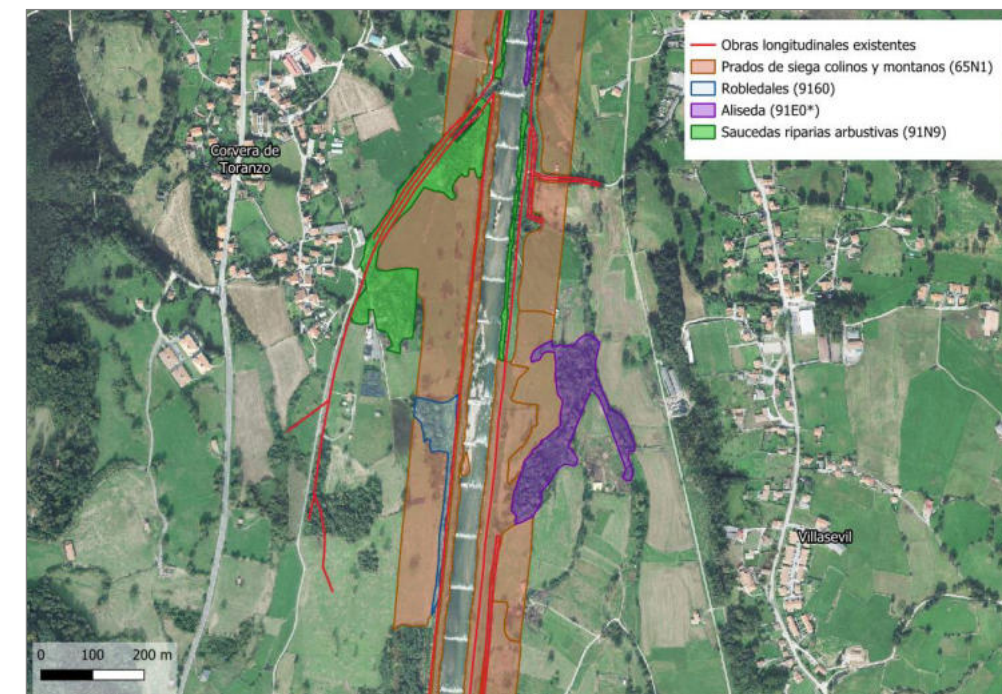 Obras longitudinales existentes
Prados de siega colinos y montanos (65N1)
Robledales (9160)
Aliseda (91E0*)
Saucedas riparias arbustivas (91N9)
Corvera de
Toranzo
Villasevil
0 100 200 m